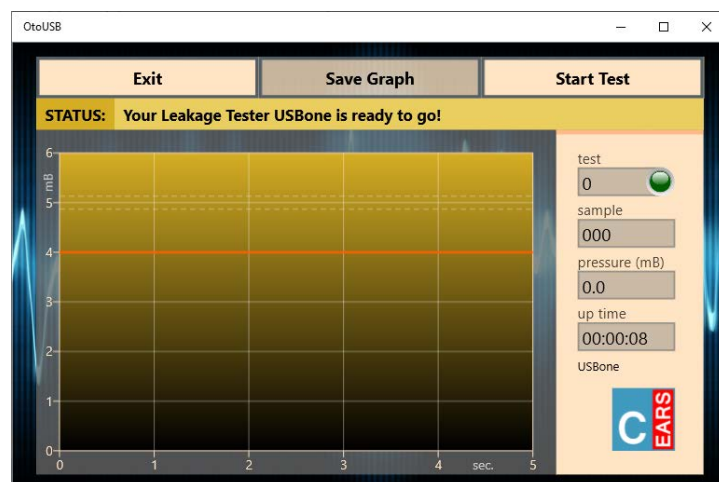 OtoUSB
Exit Save Graph Start Test
STATUS: Your Leakage Tester USBone is ready to go!
6
mB
5
4
3
2
1
0
0 1 2 3 4 sec. 5
test
0
sample
000
pressure (mB)
0.0
up time
00:00:08
USBone
C EARS